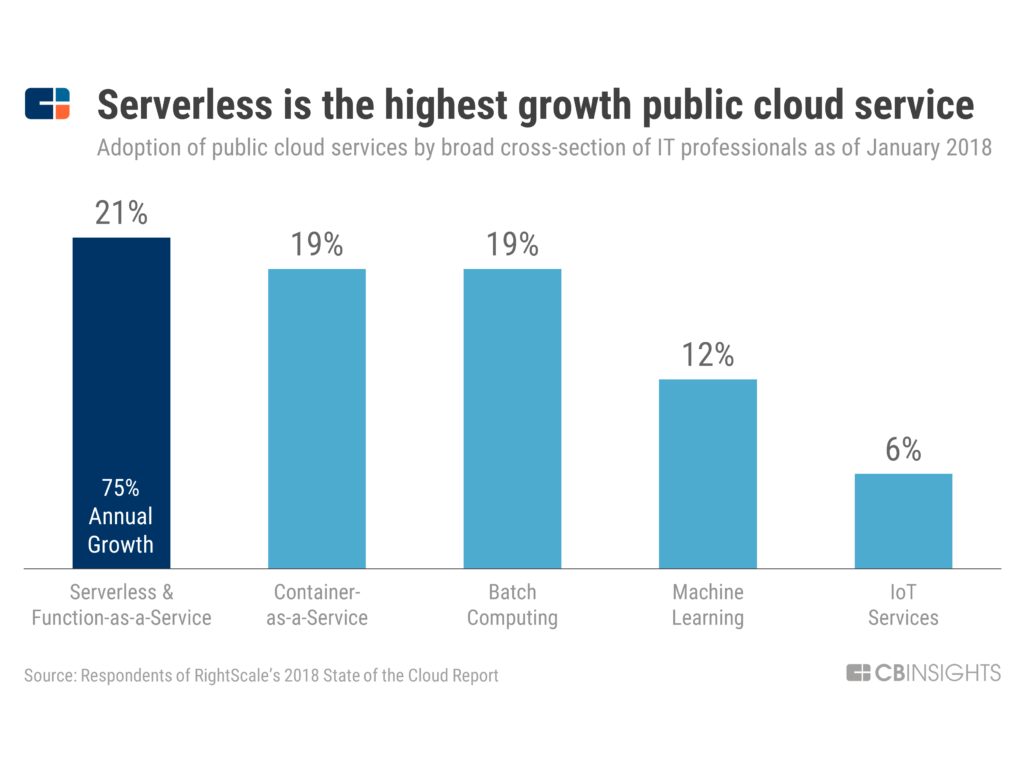 Serverless is the highest growth public cloud service
Adoption of public cloud services by broad cross-section of IT professionals as of January 2018
21%
19%
19%
12%
6%
75%
Annual
Growth
Serverless &
Function-as-a-Service
Container-
as-a-Service
Batch
Computing
Machine
Learning
IoT
Services
Source: Respondents of RightScale’s 2018 State of the Cloud Report
CBINSIGHTS